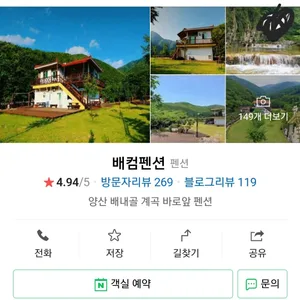 149개 더보기
배컴펜션 펜션
4.94/5 · 방문자리뷰 269 · 블로그리뷰 119
양산 배내골 계곡 바로앞 펜션
전화 저장 길찾기 공유
N 객실 예약 문의